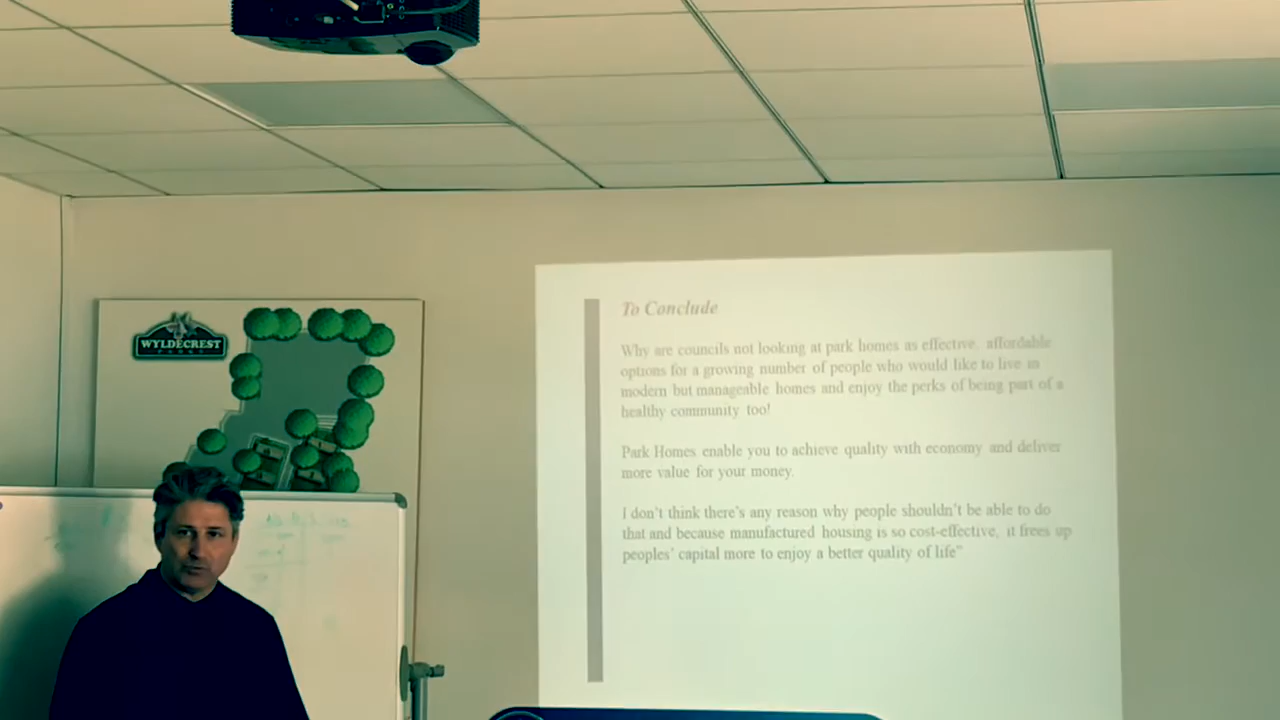 WYLDECREST
PARKS
To Conclude
Why are councils not looking at park homes as effective, affordable
options for a growing number of people who would like to live in
modern but manageable homes and enjoy the perks of being part of a
healthy community too!
Park Homes enable you to achieve quality with economy and deliver
more value for your money.
I don't think there's any reason why people shouldn't be able to do
that and because manufactured housing is so cost-effective, it frees up
peoples' capital more to enjoy a better quality of life"